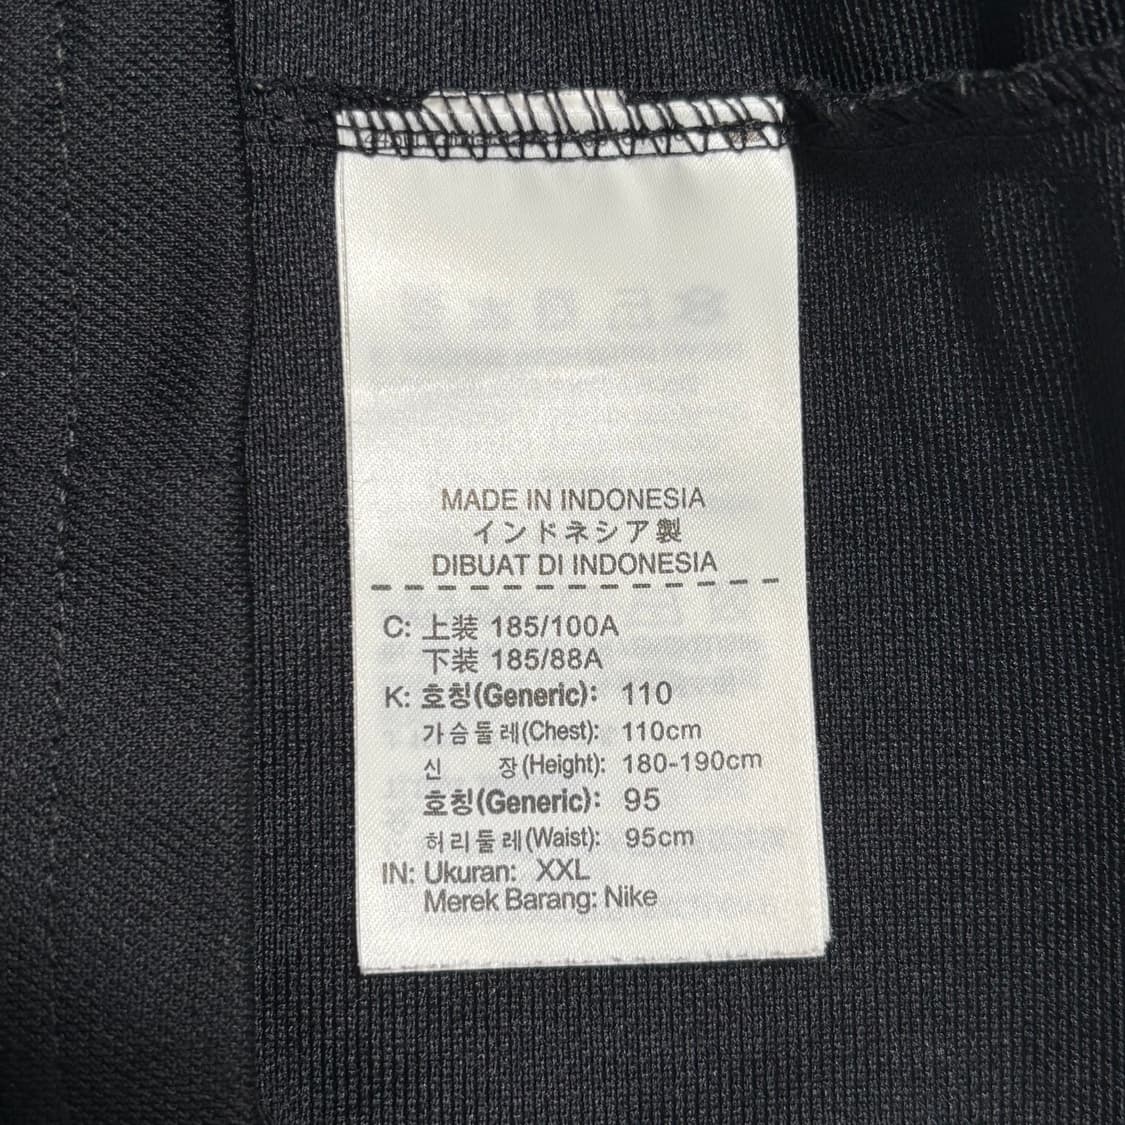 MADE IN INDONESIA
インドネシア製
DIBUAT DI INDONESIA
C: 上装 185/100A
下装 185/88A
K: 호칭(Generic): 110
가슴둘레(Chest): 110cm
신 장(Height): 180-190cm
호칭(Generic): 95
허리둘레(Waist): 95cm
IN: Ukuran: XXL
Merek Barang: Nike